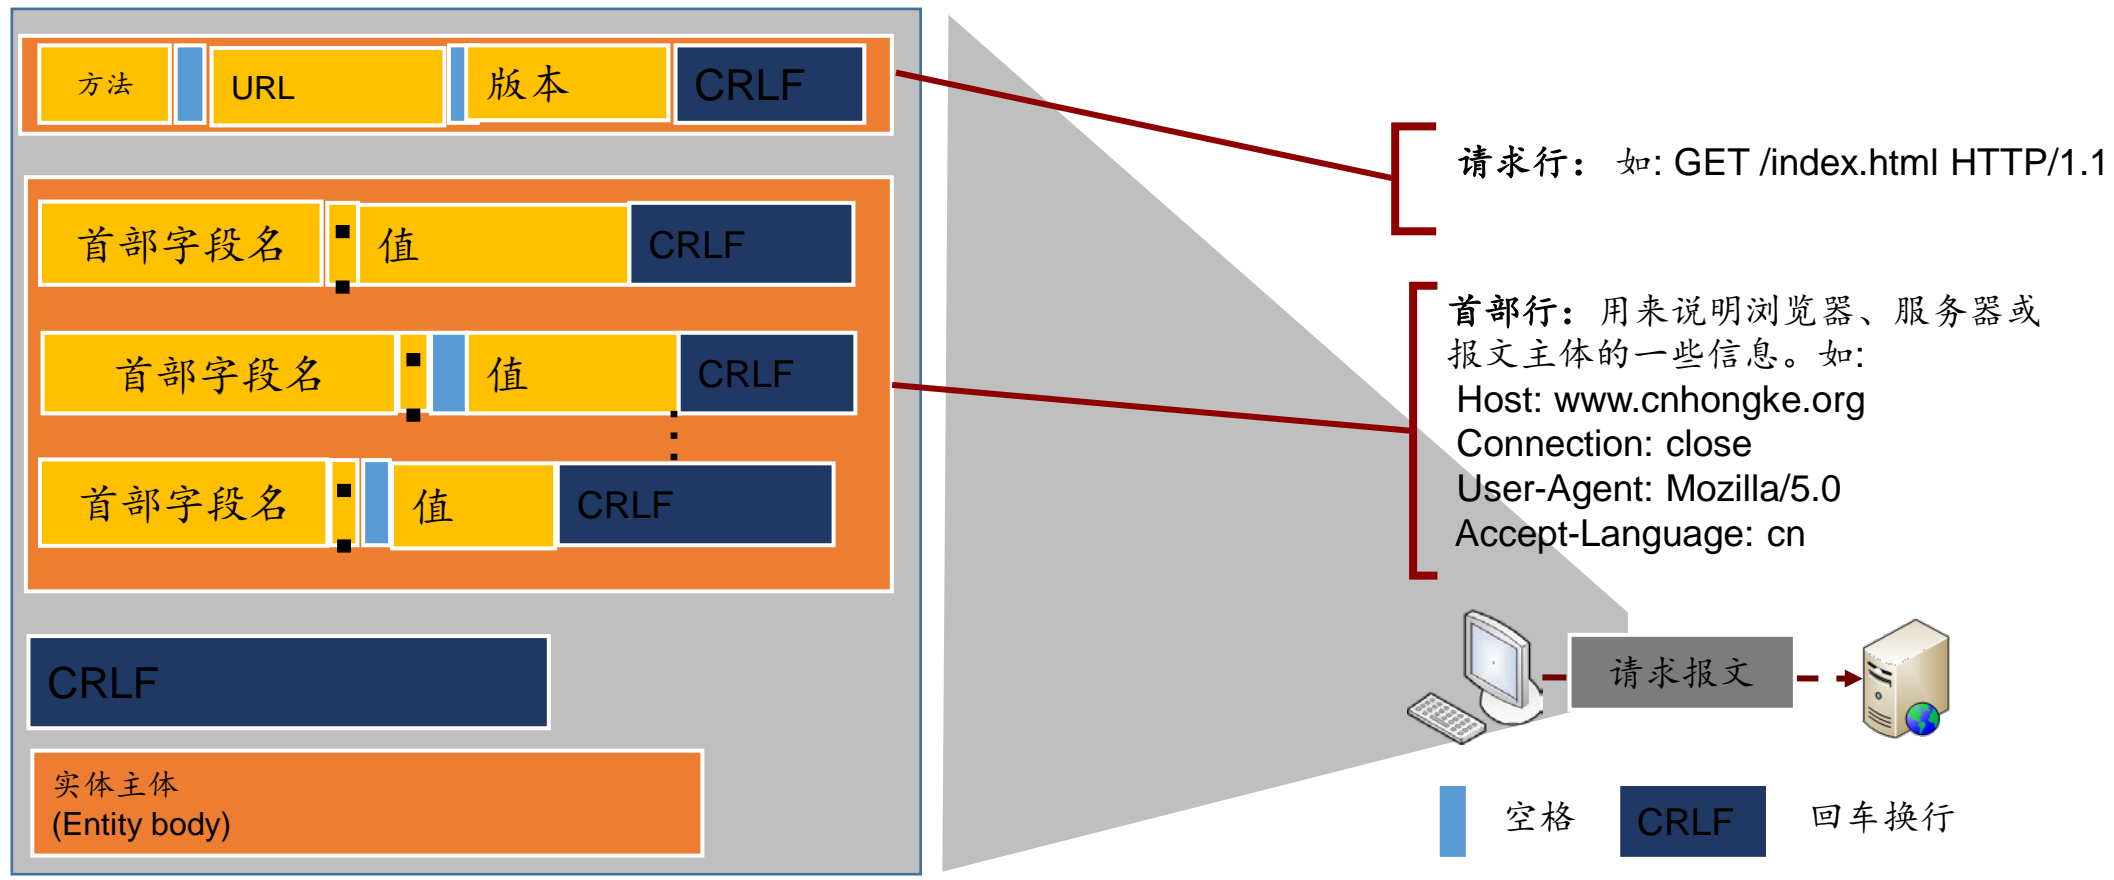 方法 URL 版本 CRLF
首部字段名 : 值 CRLF
首部字段名 : 值 CRLF
⋮
首部字段名 : 值 CRLF
CRLF
实体主体
(Entity body)
请求行: 如: GET /index.html HTTP/1.1
首部行: 用来说明浏览器、服务器或
报文主体的一些信息。如:
Host: www.cnhongke.org
Connection: close
User-Agent: Mozilla/5.0
Accept-Language: cn
请求报文
空格 CRLF 回车换行